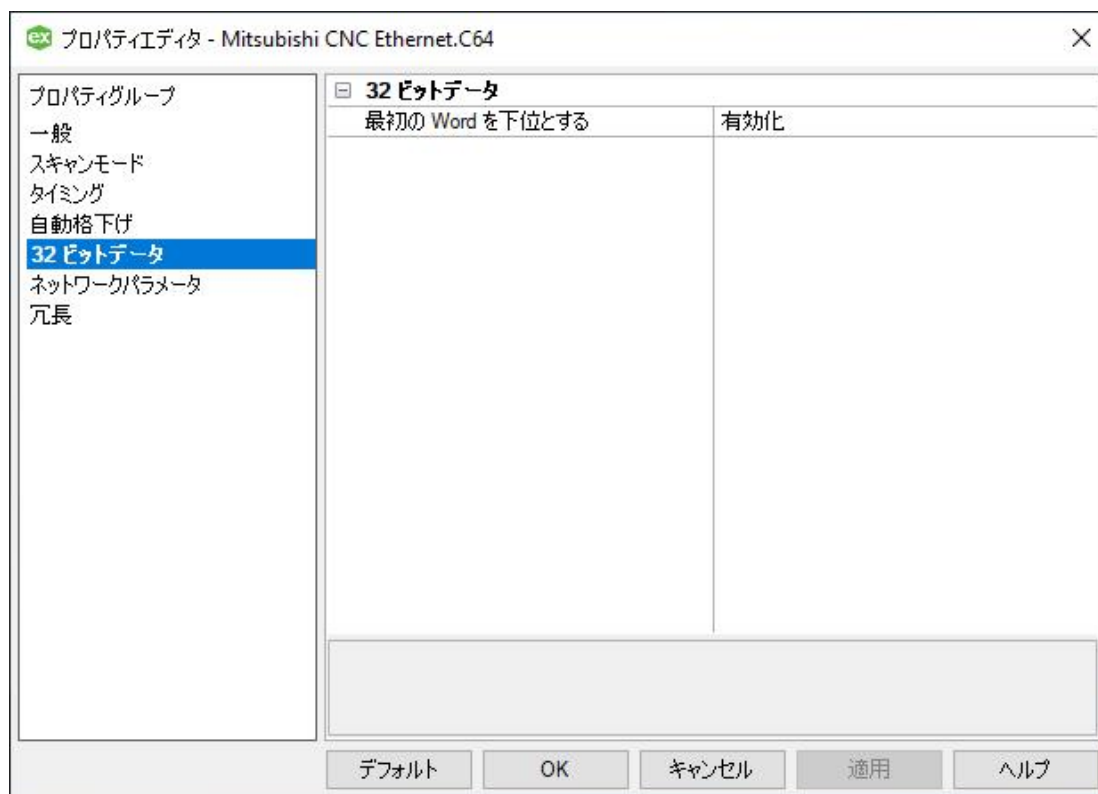 ex プロパティエディタ - Mitsubishi CNC Ethernet.C64
プロパティグループ
一般
スキャンモード
タイミング
自動格下げ
32 ビットデータ
ネットワークパラメータ
冗長
32 ビットデータ
最初の Word を下位とする 有効化
デフォルト OK キャンセル 適用 ヘルプ